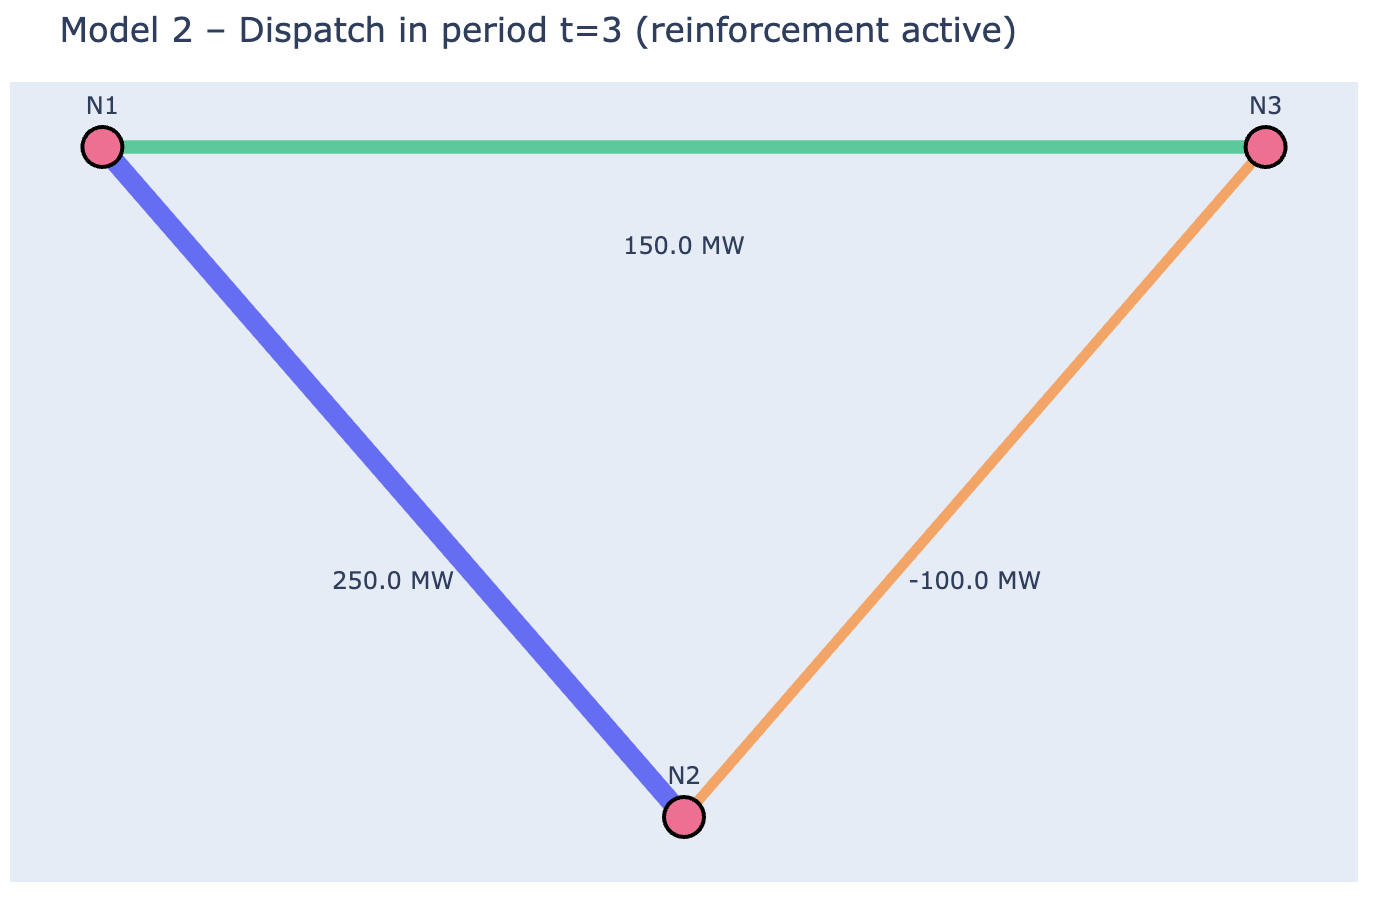 Model 2 – Dispatch in period t=3 (reinforcement active)
N1
N3
150.0 MW
250.0 MW
-100.0 MW
N2